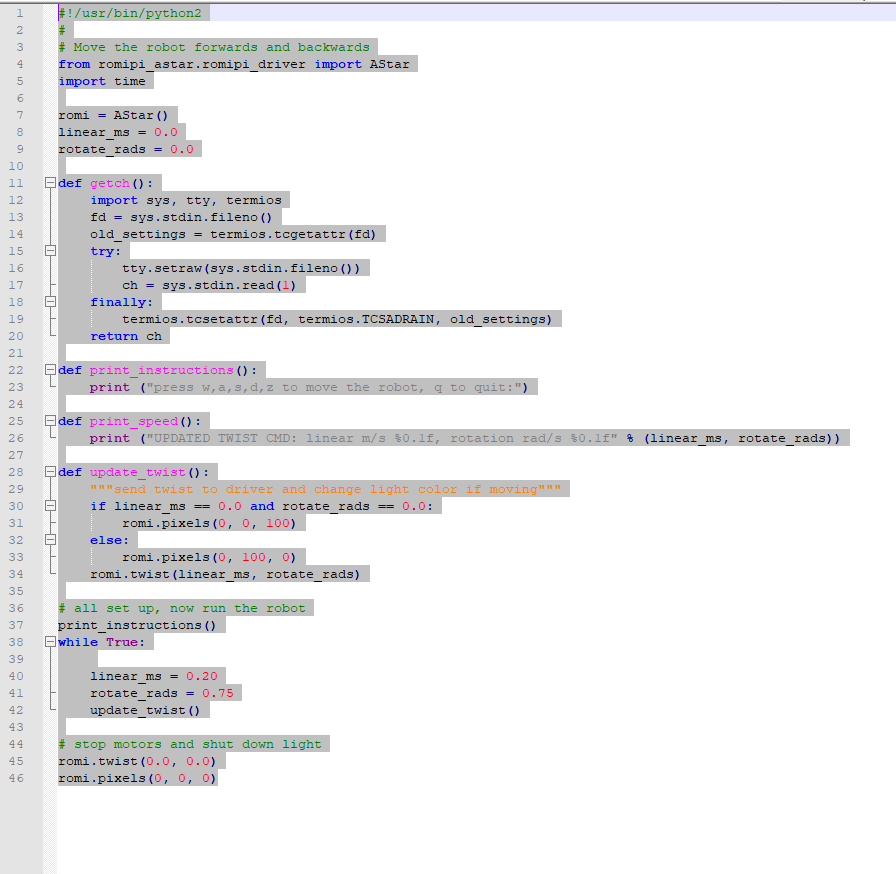 1 #!/usr/bin/python2
2 #
3 # Move the robot forwards and backwards
4 from romipi_astar.romipi_driver import AStar
5 import time
6
7 romi = AStar()
8 linear_ms = 0.0
9 rotate_rads = 0.0
10
11 def getch():
12     import sys, tty, termios
13     fd = sys.stdin.fileno()
14     old_settings = termios.tcgetattr(fd)
15     try:
16         tty.setraw(sys.stdin.fileno())
17         ch = sys.stdin.read(1)
18     finally:
19         termios.tcsetattr(fd, termios.TCSADRAIN, old_settings)
20     return ch
21
22 def print_instructions():
23     print ("press w,a,s,d,z to move the robot, q to quit:")
24
25 def print_speed():
26     print ("UPDATED TWIST CMD: linear m/s %0.1f, rotation rad/s %0.1f" % (linear_ms, rotate_rads))
27
28 def update_twist():
29     """send twist to driver and change light color if moving"""
30     if linear_ms == 0.0 and rotate_rads == 0.0:
31         romi.pixels(0, 0, 100)
32     else:
33         romi.pixels(0, 100, 0)
34     romi.twist(linear_ms, rotate_rads)
35
36 # all set up, now run the robot
37 print_instructions()
38 while True:
39
40     linear_ms = 0.20
41     rotate_rads = 0.75
42     update_twist()
43
44 # stop motors and shut down light
45 romi.twist(0.0, 0.0)
46 romi.pixels(0, 0, 0)